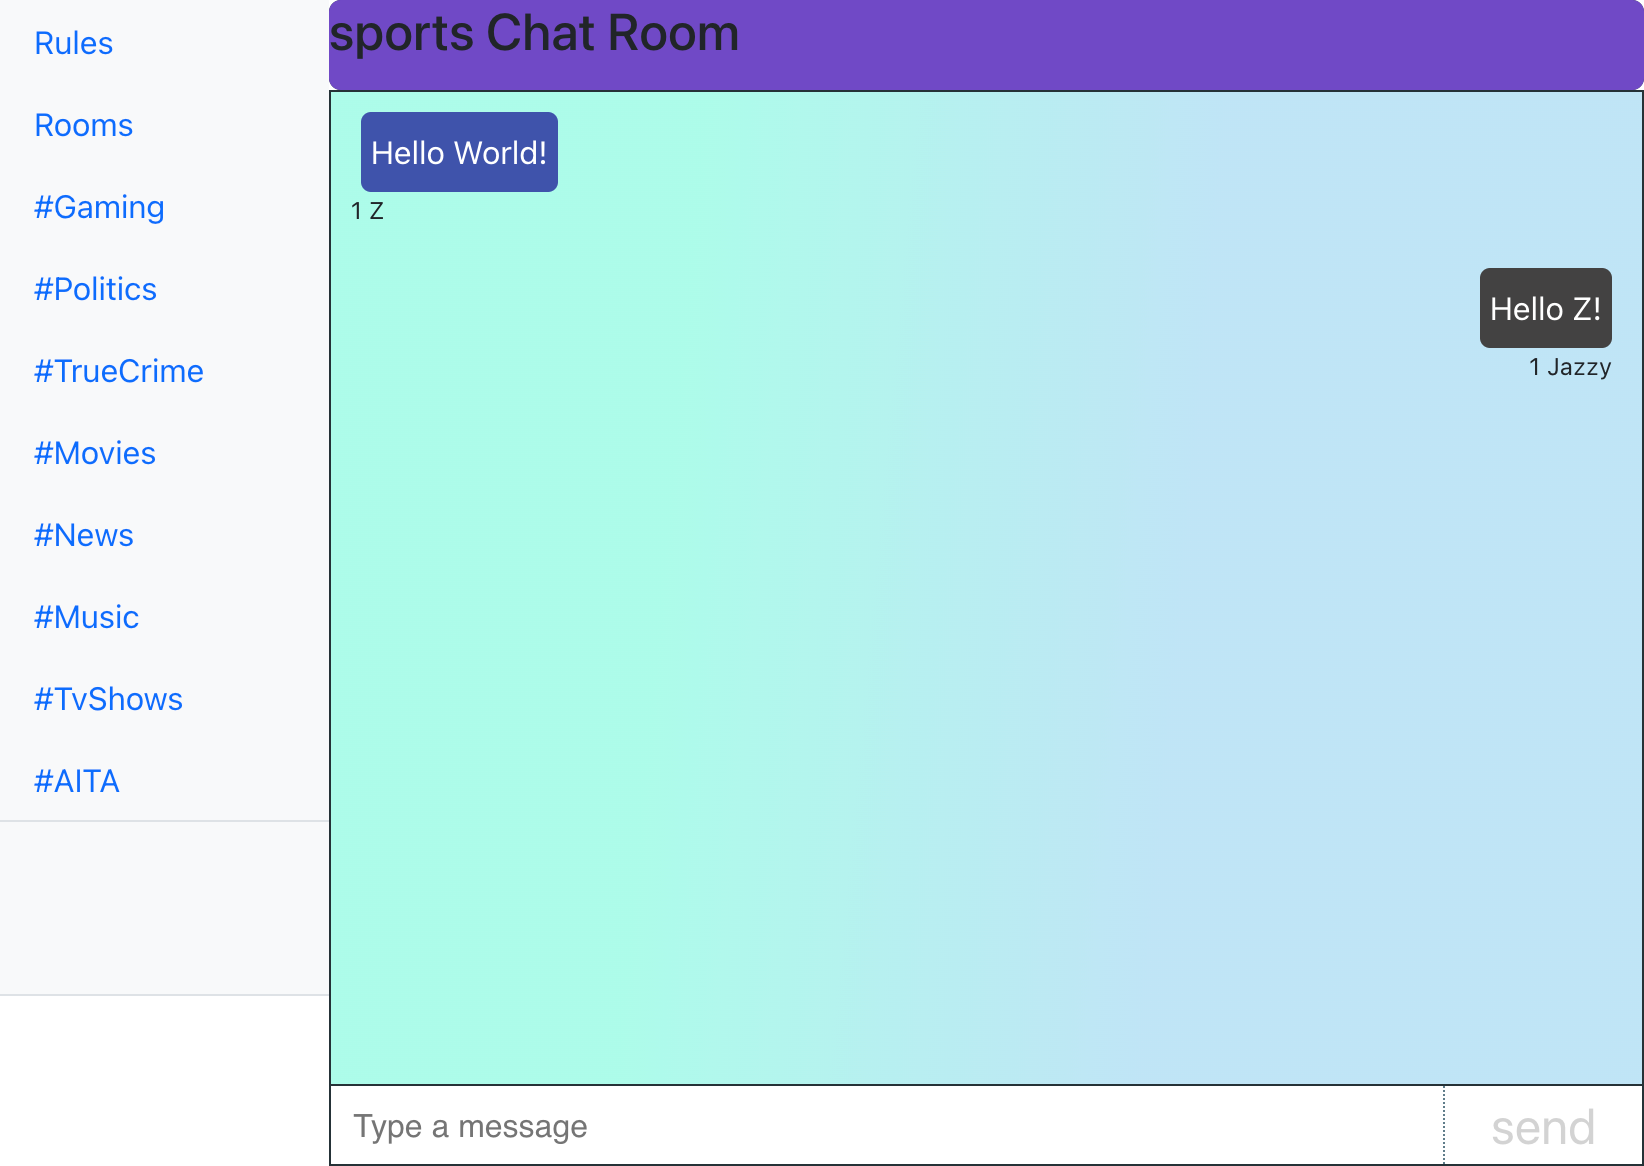 Rules
Rooms
#Gaming
#Politics
#TrueCrime
#Movies
#News
#Music
#TvShows
#AITA
sports Chat Room
Hello World!
1 Z
Hello Z!
1 Jazzy
Type a message
send